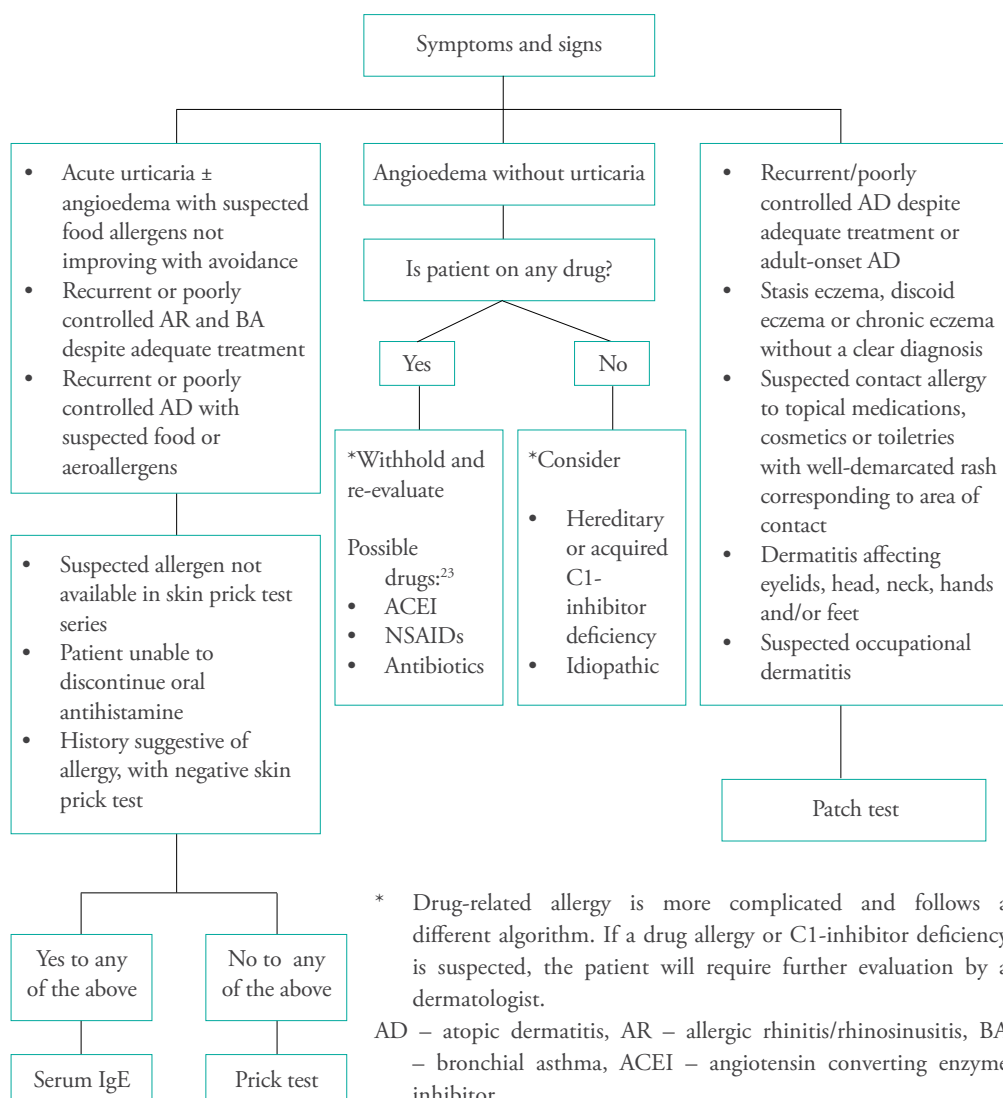 Symptoms and signs
• Acute urticaria ±
angioedema with suspected
food allergens not
improving with avoidance
• Recurrent or poorly
controlled AR and BA
despite adequate treatment
• Recurrent or poorly
controlled AD with
suspected food or
aeroallergens
• Suspected allergen not
available in skin prick test
series
• Patient unable to
discontinue oral
antihistamine
• History suggestive of
allergy, with negative skin
prick test
Yes to any
of the above
No to any
of the above
Serum IgE
Prick test
Angioedema without urticaria
Is patient on any drug?
Yes
No
*Withhold and
re-evaluate
Possible
drugs:23
• ACEI
• NSAIDs
• Antibiotics
*Consider
• Hereditary
or acquired
C1-
inhibitor
deficiency
• Idiopathic
• Recurrent/poorly
controlled AD despite
adequate treatment or
adult-onset AD
• Stasis eczema, discoid
eczema or chronic eczema
without a clear diagnosis
• Suspected contact allergy
to topical medications,
cosmetics or toiletries
with well-demarcated rash
corresponding to area of
contact
• Dermatitis affecting
eyelids, head, neck, hands
and/or feet
• Suspected occupational
dermatitis
Patch test
* Drug-related allergy is more complicated and follows a
different algorithm. If a drug allergy or C1-inhibitor deficiency
is suspected, the patient will require further evaluation by a
dermatologist.
AD – atopic dermatitis, AR – allergic rhinitis/rhinosinusitis, BA
– bronchial asthma, ACEI – angiotensin converting enzyme
inhibitor